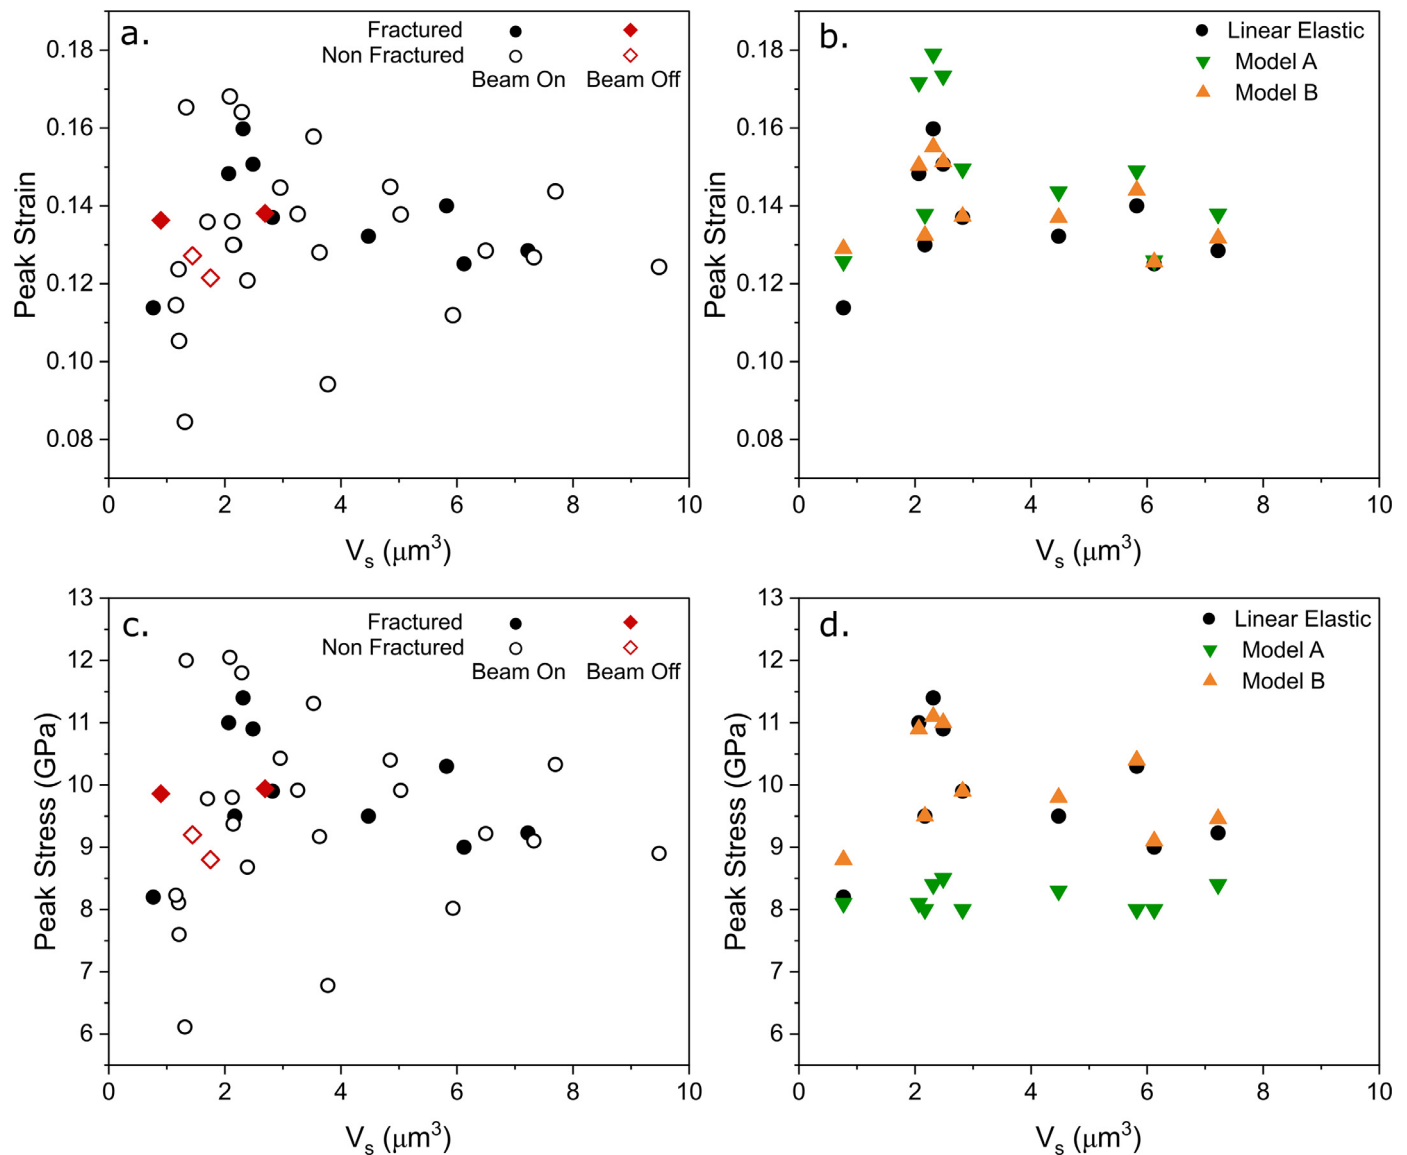 a.
Fractured
Non Fractured
Beam On Beam Off
0.18
0.16
0.14
0.12
0.10
0.08
Peak Strain
0 2 4 6 8 10
Vs (μm3)
b.
Linear Elastic
Model A
Model B
0.18
0.16
0.14
0.12
0.10
0.08
Peak Strain
0 2 4 6 8 10
Vs (μm3)
c.
Fractured
Non Fractured
Beam On Beam Off
13
12
11
10
9
8
7
6
Peak Stress (GPa)
0 2 4 6 8 10
Vs (μm3)
d.
Linear Elastic
Model A
Model B
13
12
11
10
9
8
7
6
Peak Stress (GPa)
0 2 4 6 8 10
Vs (μm3)